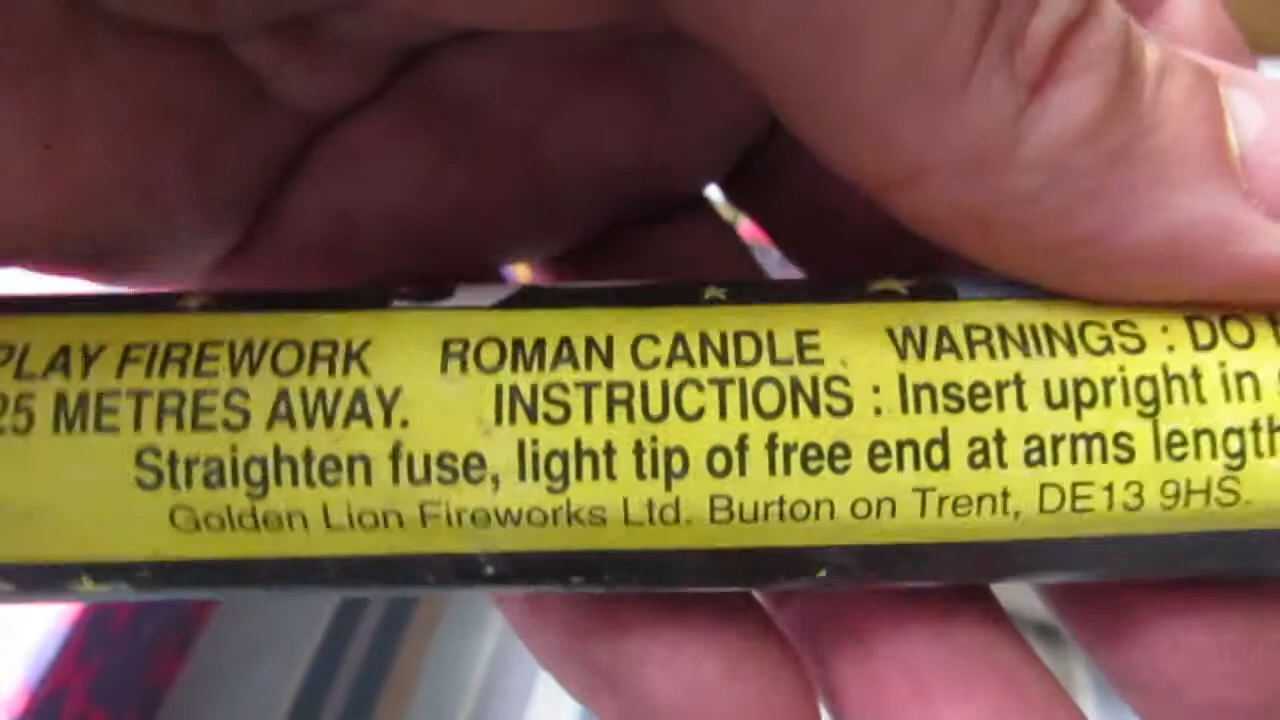 PLAY FIREWORK ROMAN CANDLE. WARNINGS : DO
25 METRES AWAY. INSTRUCTIONS : Insert upright in
Straighten fuse, light tip of free end at arms length
Golden Lion Fireworks Ltd. Burton on Trent, DE13 9HS.